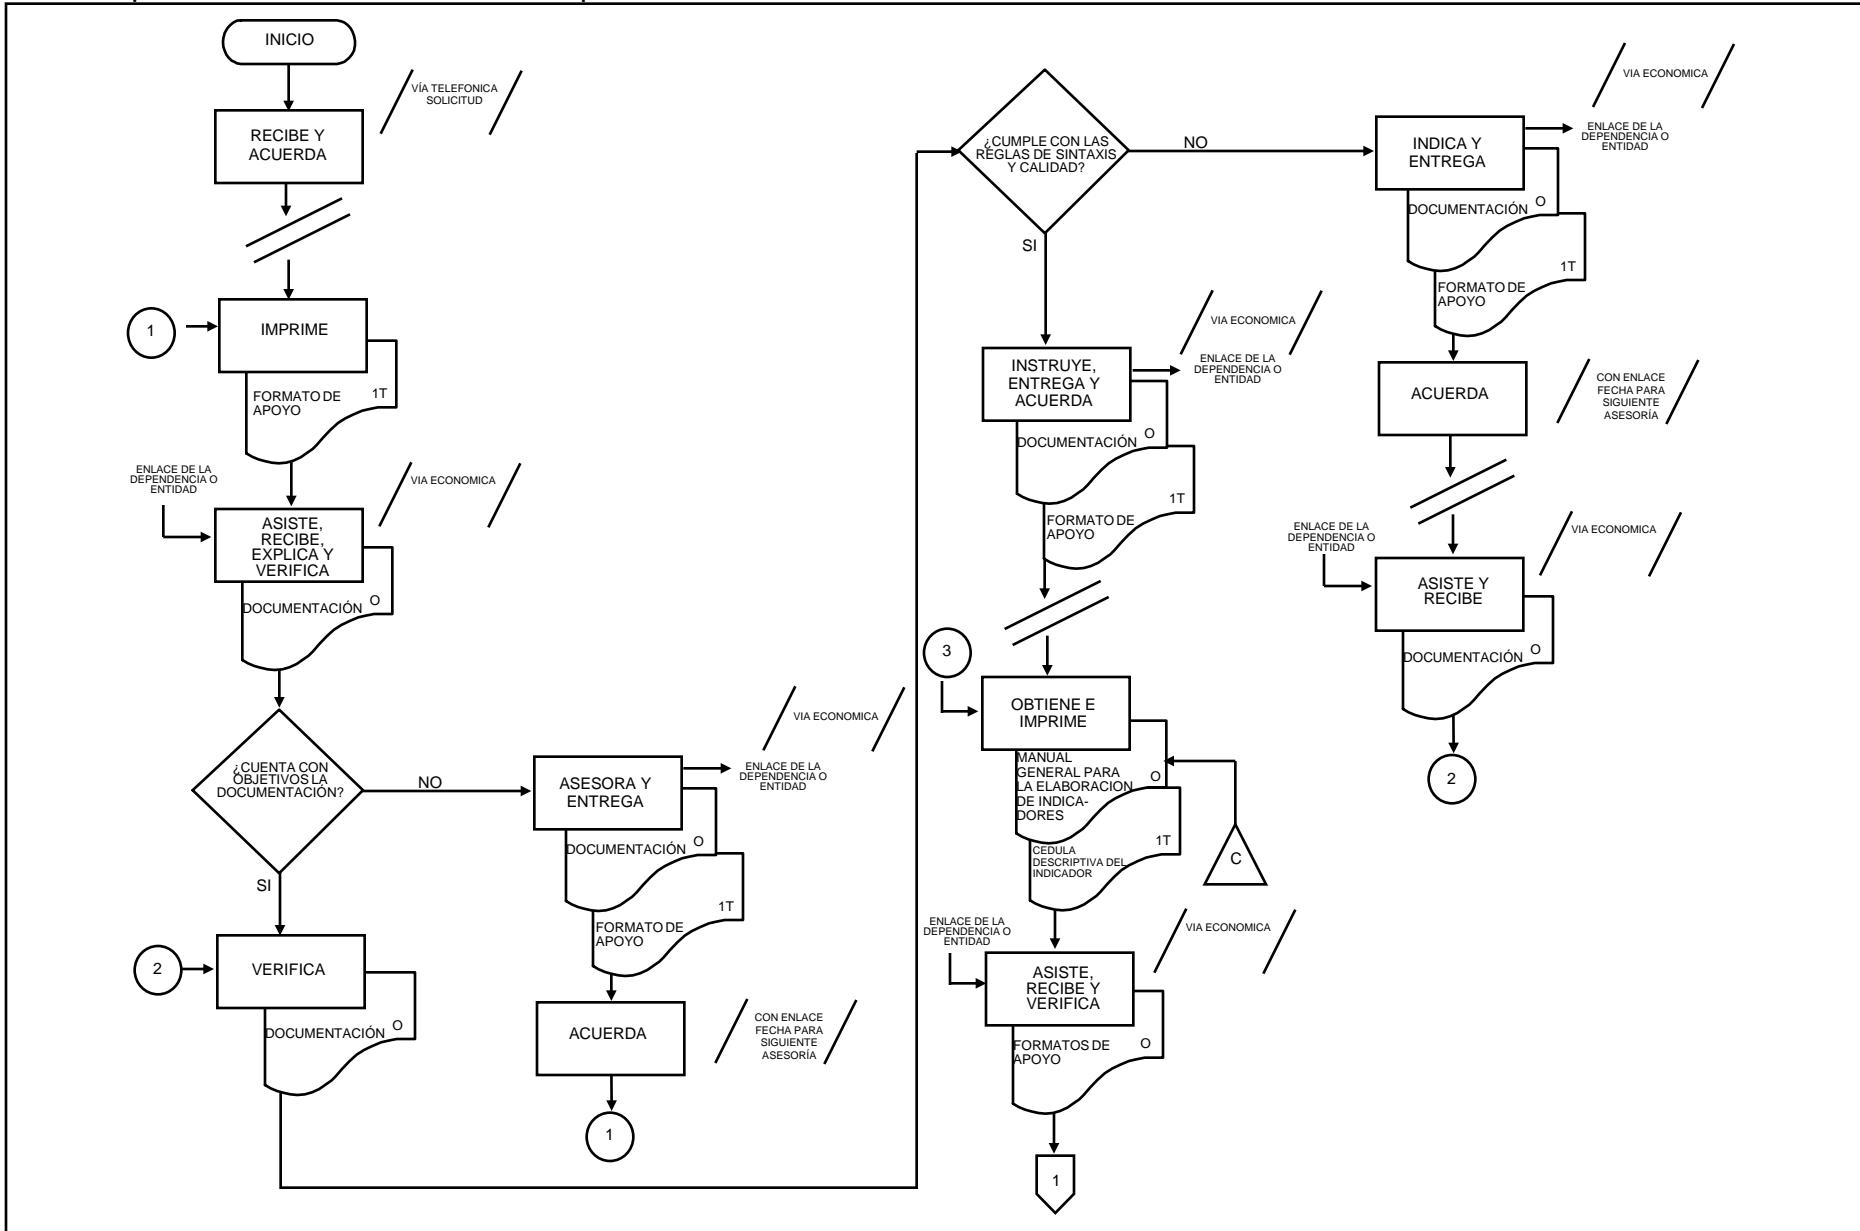 INICIO
VÍA TELEFONICA
SOLICITUD
RECIBE Y
ACUERDA
1
IMPRIME
FORMATO DE
APOYO
1T
ENLACE DE LA
DEPENDENCIA O
ENTIDAD
VIA ECONOMICA
ASISTE,
RECIBE,
EXPLICA Y
VERIFICA
DOCUMENTACIÓN
O
¿CUENTA CON
OBJETIVOS LA
DOCUMENTACIÓN?
NO
SI
2
VERIFICA
DOCUMENTACIÓN
O
VIA ECONOMICA
ASESORA Y
ENTREGA
ENLACE DE LA
DEPENDENCIA O
ENTIDAD
DOCUMENTACIÓN
O
FORMATO DE
APOYO
1T
ACUERDA
CON ENLACE
FECHA PARA
SIGUIENTE
ASESORÍA
1
¿CUMPLE CON LAS
REGLAS DE SINTAXIS
Y CALIDAD?
NO
SI
VIA ECONOMICA
INSTRUYE,
ENTREGA Y
ACUERDA
ENLACE DE LA
DEPENDENCIA O
ENTIDAD
DOCUMENTACIÓN
O
FORMATO DE
APOYO
1T
3
OBTIENE E
IMPRIME
MANUAL
GENERAL PARA
LA ELABORACION
DE INDICA-
DORES
O
CEDULA
DESCRIPTIVA DEL
INDICADOR
1T
C
ENLACE DE LA
DEPENDENCIA O
ENTIDAD
VIA ECONOMICA
ASISTE,
RECIBE Y
VERIFICA
FORMATOS DE
APOYO
O
1
VIA ECONOMICA
INDICA Y
ENTREGA
ENLACE DE LA
DEPENDENCIA O
ENTIDAD
DOCUMENTACIÓN
O
FORMATO DE
APOYO
1T
ACUERDA
CON ENLACE
FECHA PARA
SIGUIENTE
ASESORÍA
ENLACE DE LA
DEPENDENCIA O
ENTIDAD
VIA ECONOMICA
ASISTE Y
RECIBE
DOCUMENTACIÓN
O
2